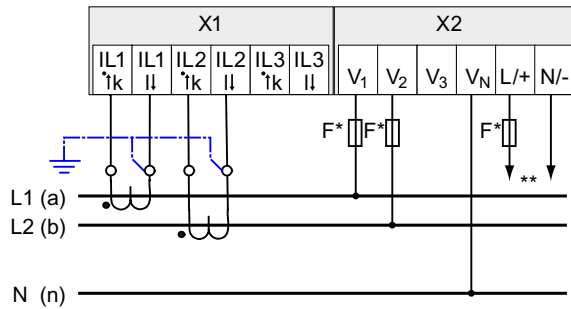 X1 X2
IL1 IL1 IL2 IL2 IL3 IL3
k l k l k l
V1 V2 V3 VN L/+ N/-
F* F* F*
**
L1 (a)
L2 (b)
N (n)